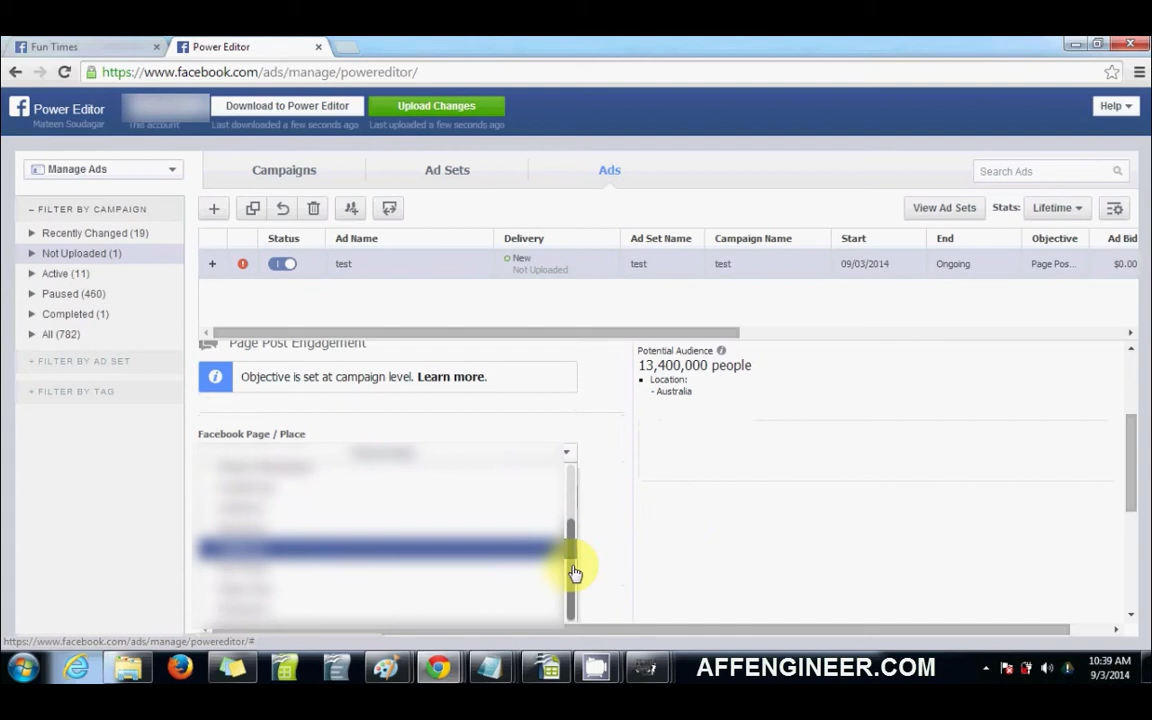 Fun Times
Power Editor
https://www.facebook.com/ads/manage/powereditor/
Power Editor
Mateen Soudagar
This account
Download to Power Editor
Last downloaded a few seconds ago
Upload Changes
Last uploaded a few seconds ago
Help
Manage Ads
Campaigns
Ad Sets
Ads
Search Ads
– FILTER BY CAMPAIGN
Recently Changed (19)
Not Uploaded (1)
Active (11)
Paused (460)
Completed (1)
All (782)
+ FILTER BY AD SET
+ FILTER BY TAG
View Ad Sets
Stats:
Lifetime
Status
Ad Name
Delivery
Ad Set Name
Campaign Name
Start
End
Objective
Ad Bid
test
New
Not Uploaded
test
test
09/03/2014
Ongoing
Page Pos...
$0.00
Page Post Engagement
Objective is set at campaign level. Learn more.
Facebook Page / Place
Potential Audience
13,400,000 people
Location:
- Australia
https://www.facebook.com/ads/manage/powereditor/#
AFFENGINEER.COM
10:39 AM
9/3/2014